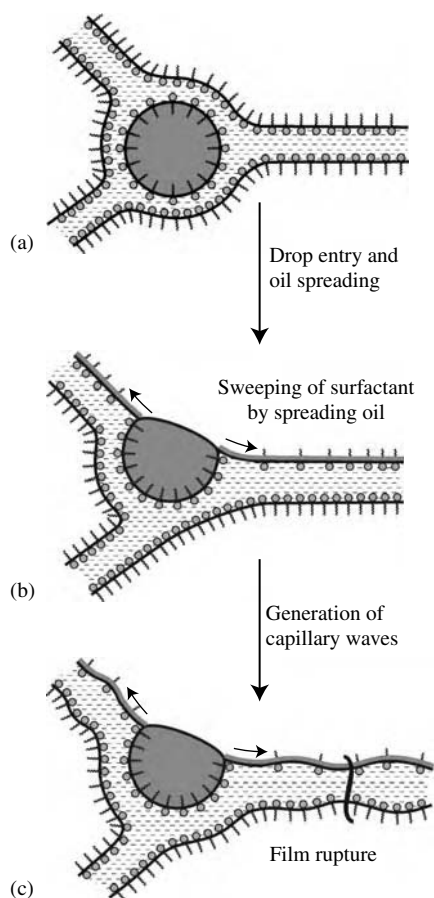 (a)
Drop entry and
oil spreading
Sweeping of surfactant
by spreading oil
(b)
Generation of
capillary waves
Film rupture
(c)